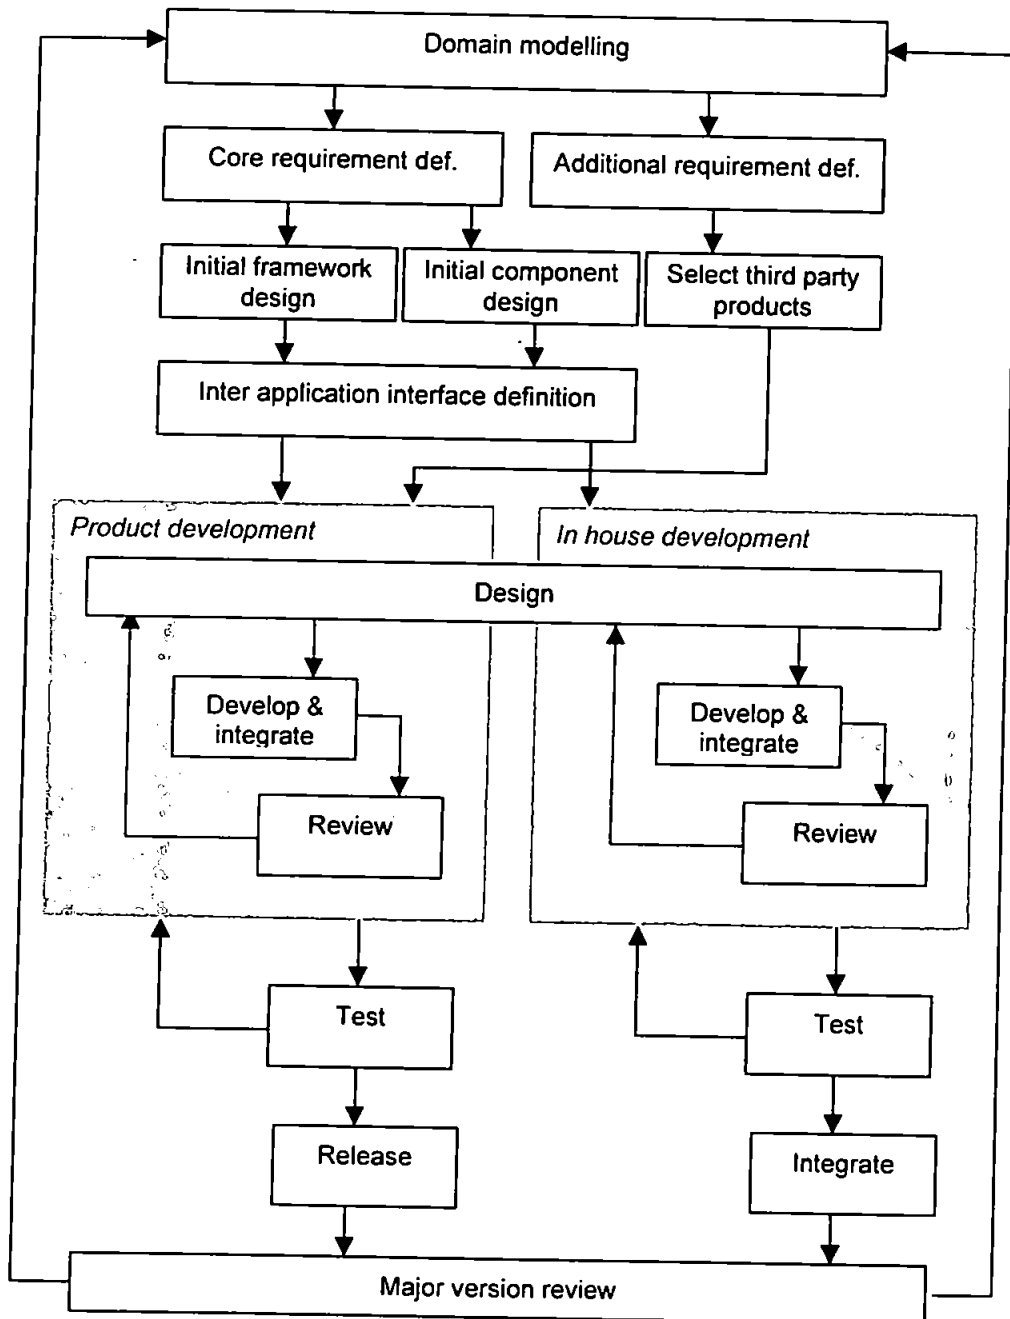 Domain modelling
Core requirement def.
Additional requirement def.
Initial framework
design
Initial component
design
Select third party
products
Inter application interface definition
Product development
In house development
Design
Develop &
integrate
Develop &
integrate
Review
Review
Test
Test
Release
Integrate
Major version review